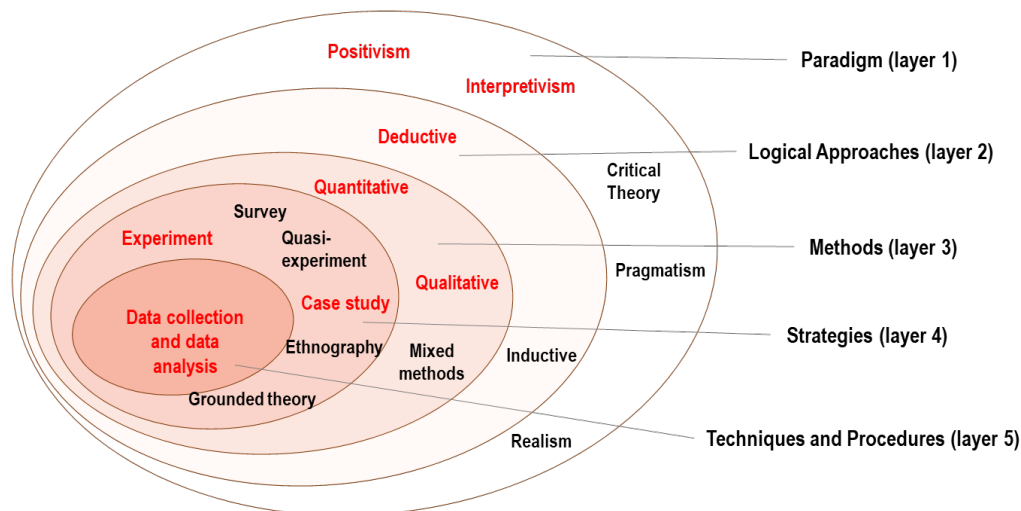 Positivism
Paradigm (layer 1)
Interpretivism
Deductive
Logical Approaches (layer 2)
Critical
Theory
Quantitative
Survey
Experiment
Quasi-
experiment
Methods (layer 3)
Pragmatism
Qualitative
Case study
Data collection
and data
analysis
Strategies (layer 4)
Ethnography
Mixed
methods
Inductive
Grounded theory
Realism
Techniques and Procedures (layer 5)